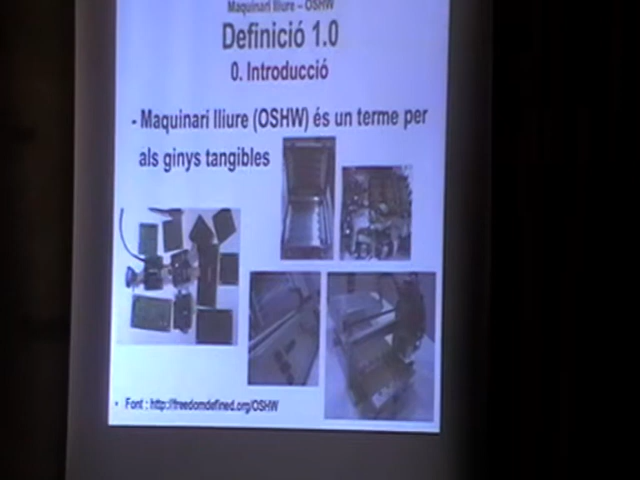 Maquinari lliure – OSHW
Definició 1.0
0. Introducció
- Maquinari lliure (OSHW) és un terme per
als ginys tangibles
• Font : http://freedomdefined.org/OSHW